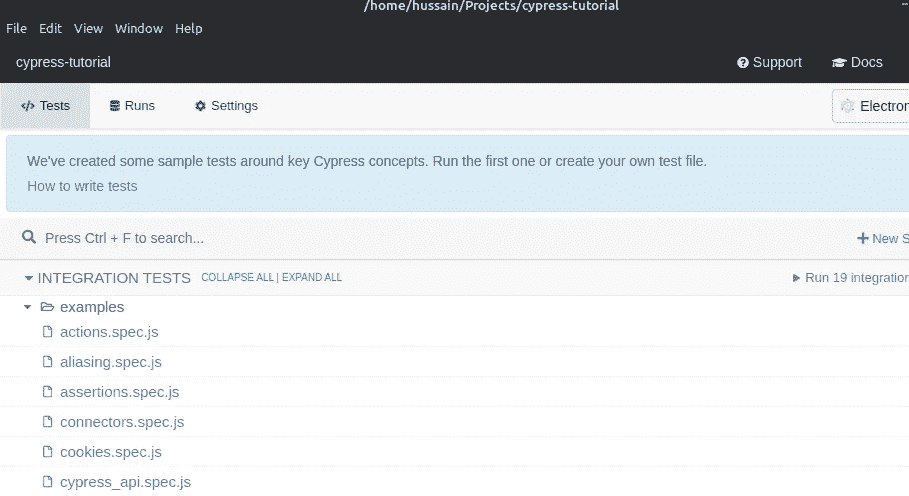 /home/hussain/Projects/cypress-tutorial
File Edit View Window Help
cypress-tutorial Support Docs
Tests Runs Settings Electron
We've created some sample tests around key Cypress concepts. Run the first one or create your own test file.
How to write tests
Press Ctrl + F to search... New S
INTEGRATION TESTS COLLAPSE ALL | EXPAND ALL Run 19 integration
examples
actions.spec.js
aliasing.spec.js
assertions.spec.js
connectors.spec.js
cookies.spec.js
cypress_api.spec.js